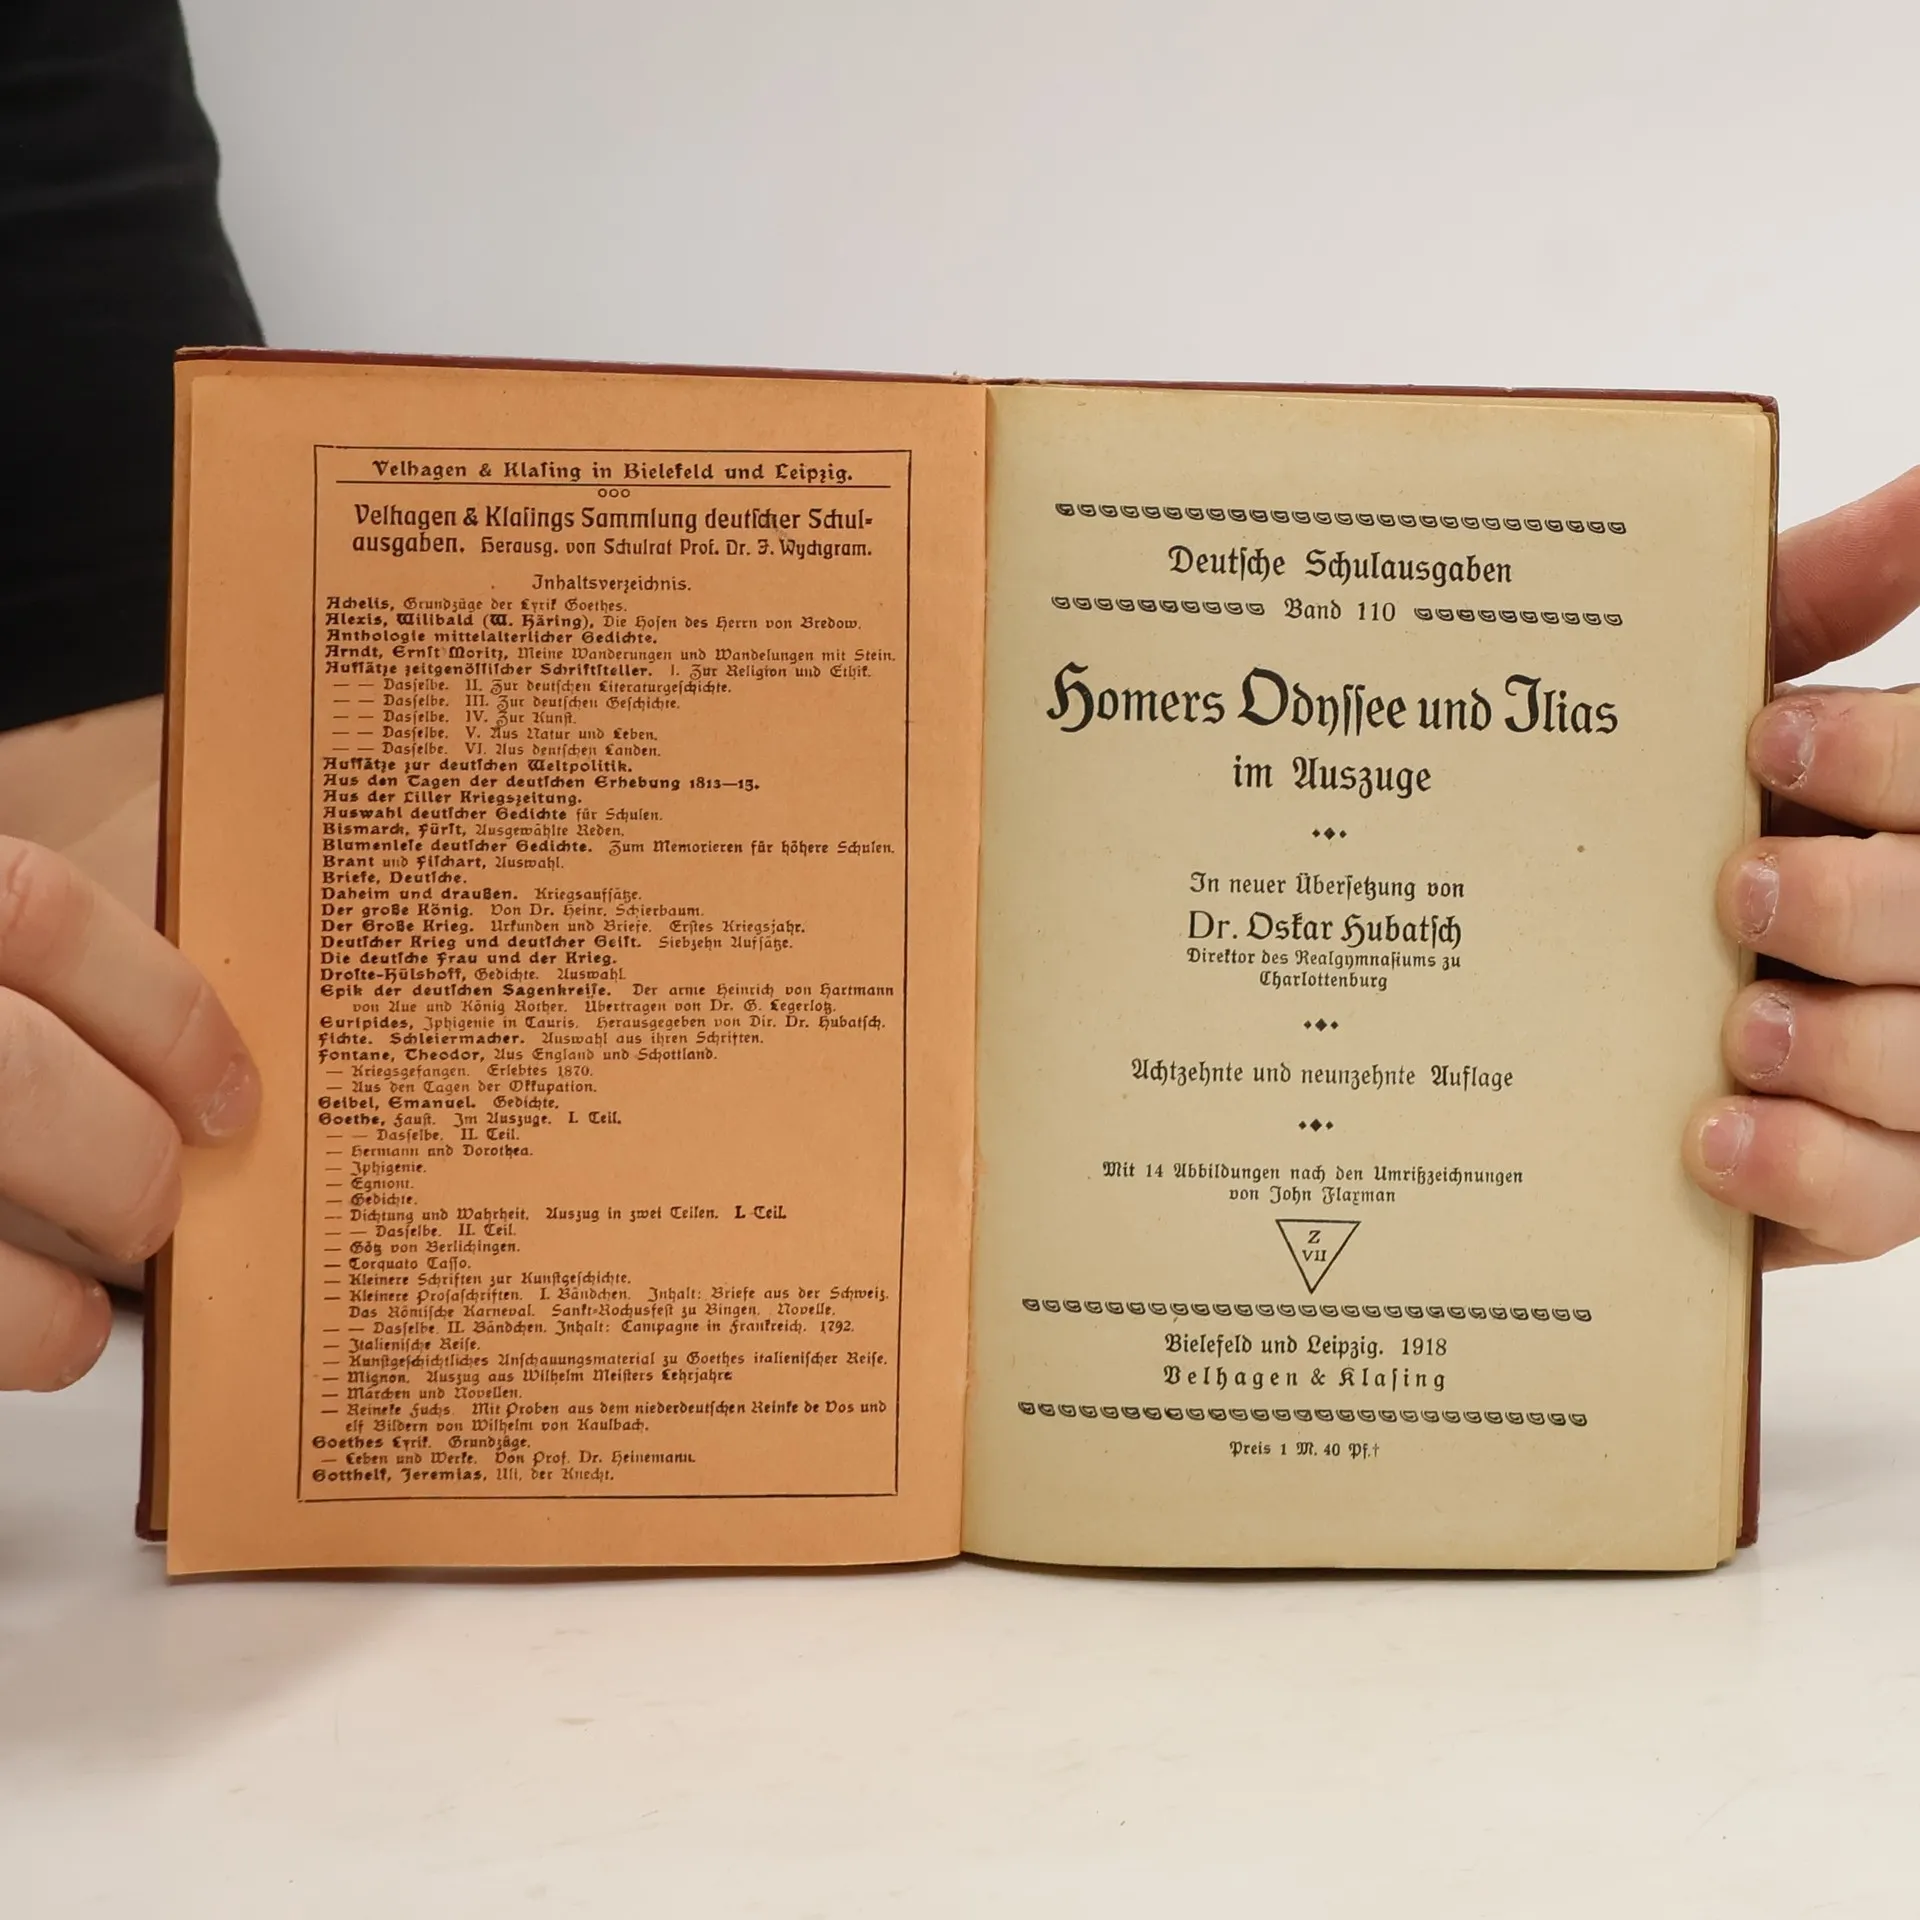 Velhagen & Klasing in Bielefeld und Leipzig.
Velhagen & Klasings Sammlung deutscher Schul-
ausgaben. Herausg. von Schulrat Prof. Dr. J. Wychgram.
Inhaltsverzeichnis.
Achelis, Grundzüge der Lyrik Goethes.
Alexis, Wilibald (W. Häring), Die Hosen des Herrn von Bredow.
Anthologie mittelalterlicher Gedichte.
Arndt, Ernst Moritz, Meine Wanderungen und Wandelungen mit Stein.
Aufsätze zeitgenössischer Schriftsteller. I. Zur Religion und Ethik.
— — Dasselbe. II. Zur deutschen Literaturgeschichte.
— — Dasselbe. III. Zur deutschen Geschichte.
— — Dasselbe. IV. Zur Kunst.
— — Dasselbe. V. Aus Natur und Leben.
— — Dasselbe. VI. Aus deutschen Landen.
Aufsätze zur deutschen Weltpolitik.
Aus den Tagen der deutschen Erhebung 1813—15.
Aus der Liller Kriegszeitung.
Auswahl deutscher Gedichte für Schulen.
Bismarck, Fürst, Ausgewählte Reden.
Blumenlese deutscher Gedichte. Zum Memorieren für höhere Schulen.
Brant und Fischart, Auswahl.
Briefe, Deutsche.
Daheim und draußen. Kriegsaufsätze.
Der große König. Von Dr. Heinr. Schierbaum.
Der Große Krieg. Urkunden und Briefe. Erstes Kriegsjahr.
Deutscher Krieg und deutscher Geist. Siebzehn Aufsätze.
Die deutsche Frau und der Krieg.
Droste-Hülshoff, Gedichte. Auswahl.
Epik der deutschen Sagenkreise. Der arme Heinrich von Hartmann
von Aue und König Rother. Übertragen von Dr. G. Legerlotz.
Euripides, Iphigenie in Tauris. Herausgegeben von Dir. Dr. Hubatsch.
Fichte. Schleiermacher. Auswahl aus ihren Schriften.
Fontane, Theodor, Aus England und Schottland.
— Kriegsgefangen. Erlebtes 1870.
— Aus den Tagen der Okkupation.
Geibel, Emanuel. Gedichte.
Goethe, Faust. Im Auszuge. I. Teil.
— — Dasselbe. II. Teil.
— Hermann und Dorothea.
— Iphigenie.
— Egmont.
— Gedichte.
— Dichtung und Wahrheit. Auszug in zwei Teilen. I. Teil.
— — Dasselbe. II. Teil.
— Götz von Berlichingen.
— Torquato Tasso.
— Kleinere Schriften zur Kunstgeschichte.
— Kleinere Prosaschriften. I. Bändchen. Inhalt: Briefe aus der Schweiz.
Das Römische Karneval. Sankt-Rochusfest zu Bingen. Novelle.
— — Dasselbe. II. Bändchen. Inhalt: Campagne in Frankreich. 1792.
— Italienische Reise.
— Kunstgeschichtliches Anschauungsmaterial zu Goethes italienischer Reise.
— Mignon. Auszug aus Wilhelm Meisters Lehrjahre
— Märchen und Novellen.
— Reineke Fuchs. Mit Proben aus dem niederdeutschen Reinke de Vos und
elf Bildern von Wilhelm von Kaulbach.
Goethes Lyrik. Grundzüge.
— Leben und Werke. Von Prof. Dr. Heinemann.
Gotthelf, Jeremias, Uli, der Knecht.
Deutsche Schulausgaben
Band 110
Homers Odyssee und Ilias
im Auszuge
In neuer Übersetzung von
Dr. Oskar Hubatsch
Direktor des Realgymnasiums zu
Charlottenburg
Achtzehnte und neunzehnte Auflage
Mit 14 Abbildungen nach den Umrißzeichnungen
von John Flaxman
Z
VII
Bielefeld und Leipzig. 1918
Velhagen & Klasing
Preis 1 M. 40 Pf.†